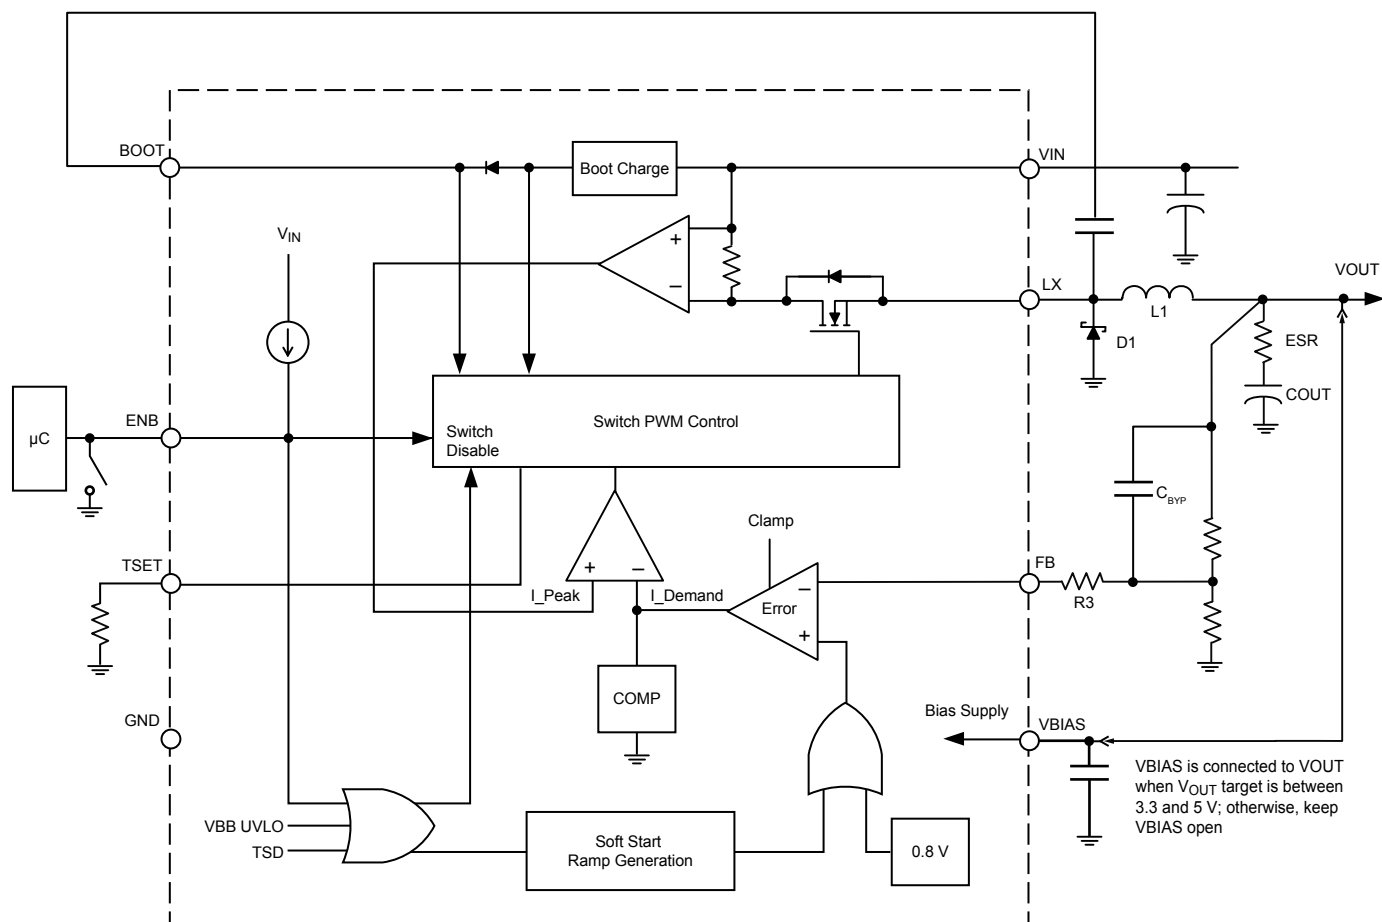 BOOT
Boot Charge
VIN
VIN
+
–
LX
L1
VOUT
D1
ESR
COUT
µC
ENB
Switch
Disable
Switch PWM Control
CBYP
Clamp
TSET
+
–
I_Peak
I_Demand
Error
–
+
FB
R3
COMP
GND
Bias Supply
VBIAS
VBIAS is connected to VOUT
when VOUT target is between
3.3 and 5 V; otherwise, keep
VBIAS open
VBB UVLO
TSD
Soft Start
Ramp Generation
0.8 V